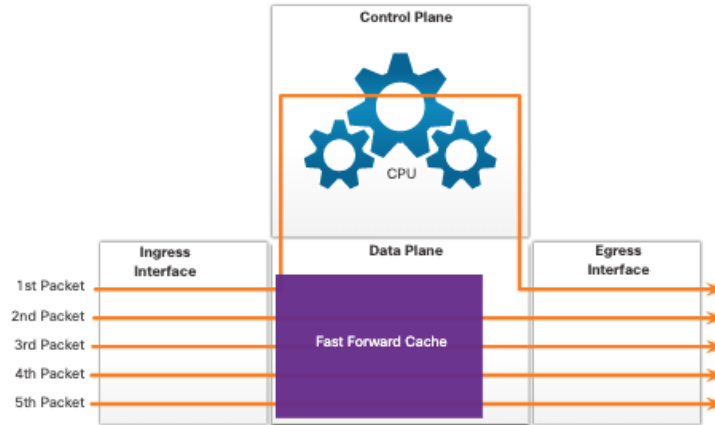 Control Plane
CPU
Ingress
Interface
Data Plane
Egress
Interface
1st Packet
2nd Packet
3rd Packet
Fast Forward Cache
4th Packet
5th Packet